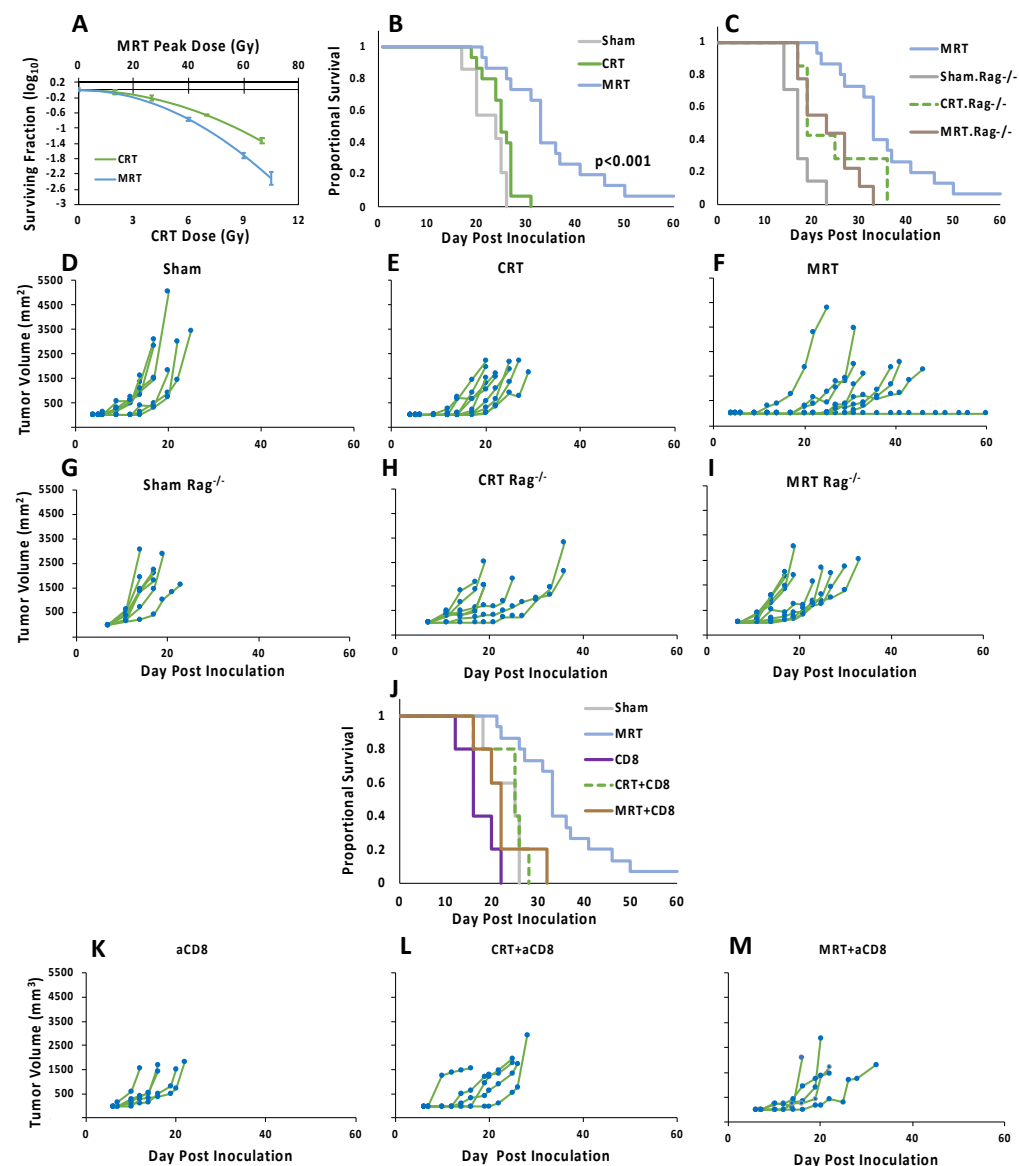 A
MRT Peak Dose (Gy)
0 20 40 60 80
Surviving Fraction (log10)
0.2
-0.2
-0.6
-1
-1.4
-1.8
-2.2
-2.6
-3
CRT
MRT
0 3 6 9 12
CRT Dose (Gy)
B
Proportional Survival
1
0.8
0.6
0.4
0.2
0
Sham
CRT
MRT
p<0.001
0 10 20 30 40 50 60
Day Post Inoculation
C
1
0.8
0.6
0.4
0.2
0
MRT
Sham.Rag-/-
CRT.Rag-/-
MRT.Rag-/-
0 10 20 30 40 50 60
Days Post Inoculation
D
Sham
Tumor Volume (mm2)
5500
4500
3500
2500
1500
500
0 20 40 60
E
CRT
0 20 40 60
F
MRT
0 20 40 60
G
Sham Rag-/-
Tumor Volume (mm2)
5500
4500
3500
2500
1500
500
0 20 40 60
Day Post Inoculation
H
CRT Rag-/-
0 20 40 60
Day Post Inoculation
I
MRT Rag-/-
0 20 40 60
Day Post Inoculation
J
Proportional Survival
1
0.8
0.6
0.4
0.2
0
Sham
MRT
CD8
CRT+CD8
MRT+CD8
0 10 20 30 40 50 60
Day Post Inoculation
K
aCD8
Tumor Volume (mm3)
5500
4500
3500
2500
1500
500
0 20 40 60
Day Post Inoculation
L
CRT+aCD8
0 20 40 60
Day Post Inoculation
M
MRT+aCD8
0 20 40 60
Day Post Inoculation